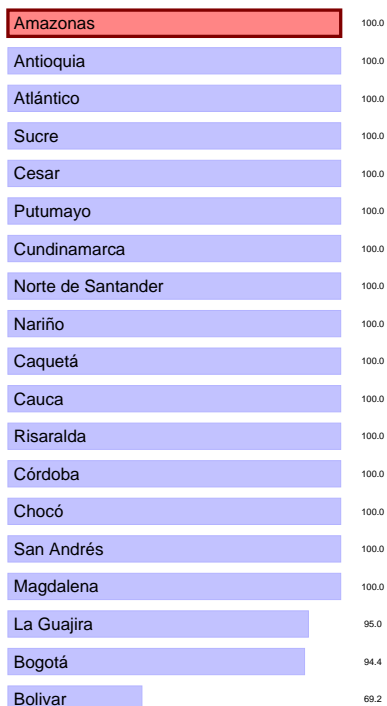 Amazonas 100.0
Antioquia 100.0
Atlántico 100.0
Sucre 100.0
Cesar 100.0
Putumayo 100.0
Cundinamarca 100.0
Norte de Santander 100.0
Nariño 100.0
Caquetá 100.0
Cauca 100.0
Risaralda 100.0
Córdoba 100.0
Chocó 100.0
San Andrés 100.0
Magdalena 100.0
La Guajira 95.0
Bogotá 94.4
Bolivar 69.2